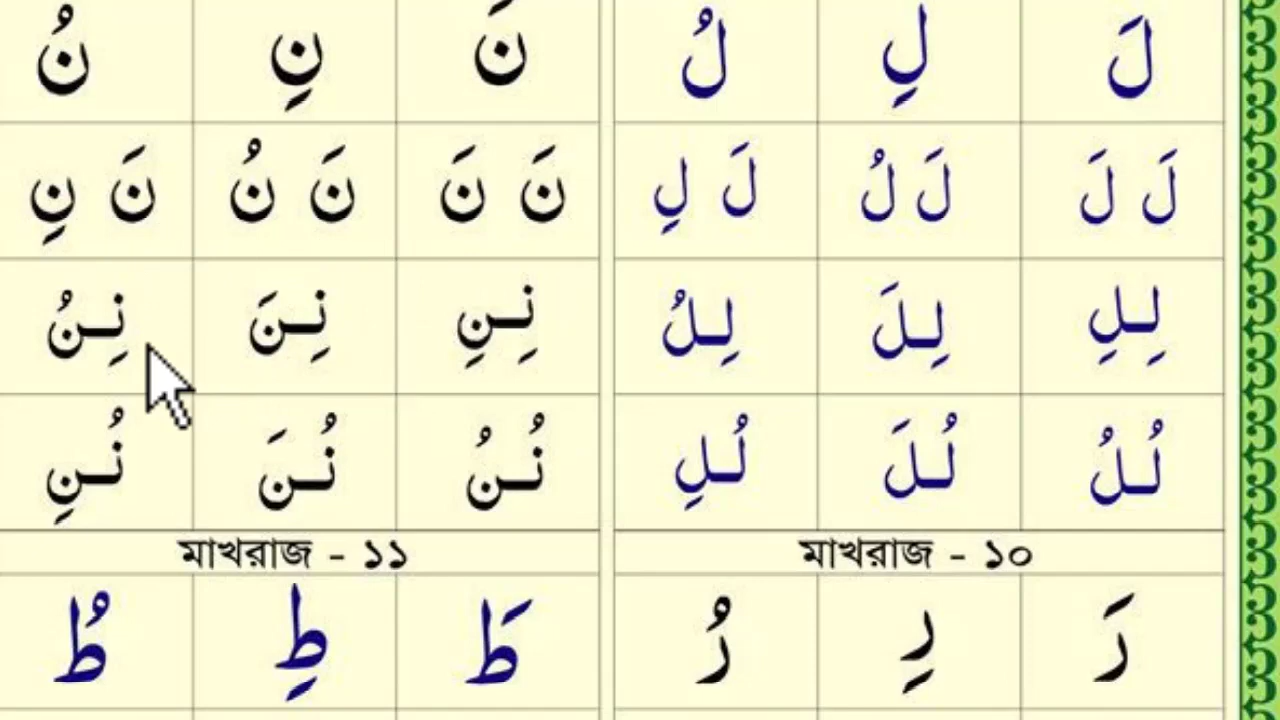 لَ لِ لُ
نَ نِ نُ
لَ لَ لَ لُ لَ لِ
نَ نَ نَ نُ نَ نِ
لِـلِ لِـلَ لِـلُ
نِـنِ نِـنَ نِـنُ
لُـلُ لُـلَ لُـلِ
نُـنُ نُـنَ نُـنِ
মাখরাজ - ১০
মাখরাজ - ১১
رَ رِ رُ
طَ طِ طُ